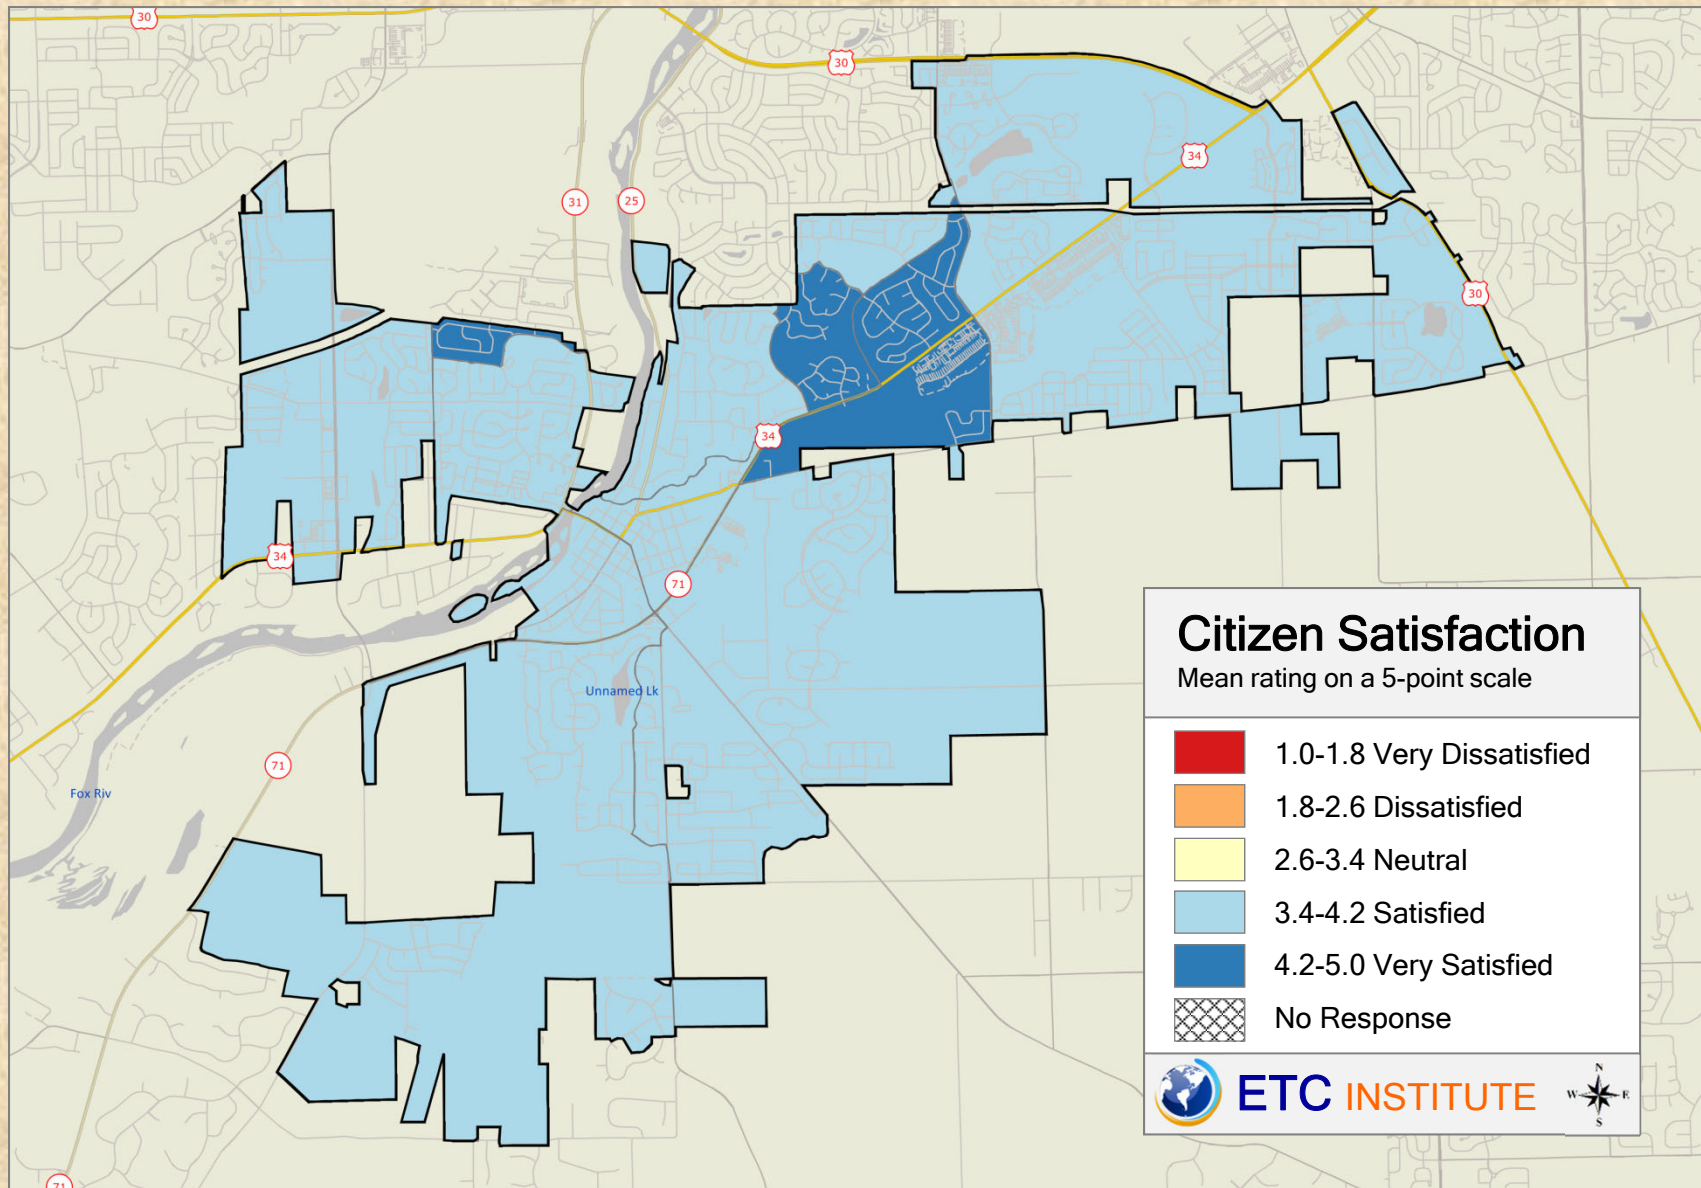 30
30
34
31
25
30
34
34
71
Unnamed Lk
71
Fox Riv
71
Citizen Satisfaction
Mean rating on a 5-point scale
1.0-1.8 Very Dissatisfied
1.8-2.6 Dissatisfied
2.6-3.4 Neutral
3.4-4.2 Satisfied
4.2-5.0 Very Satisfied
No Response
ETC INSTITUTE
N
W E
S